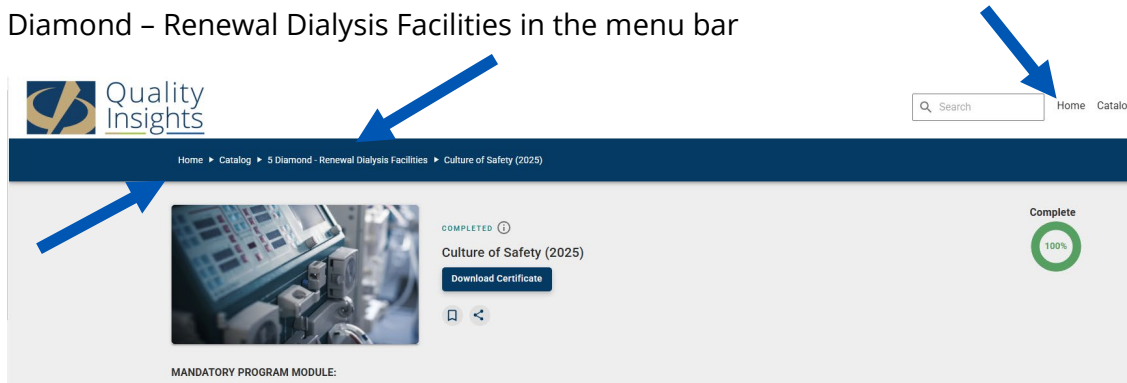 Diamond – Renewal Dialysis Facilities in the menu bar
Quality
Insights
Search
Home Catalo
Home ▶ Catalog ▶ 5 Diamond - Renewal Dialysis Facilities ▶ Culture of Safety (2025)
COMPLETED
Complete
100%
Culture of Safety (2025)
Download Certificate
MANDATORY PROGRAM MODULE: